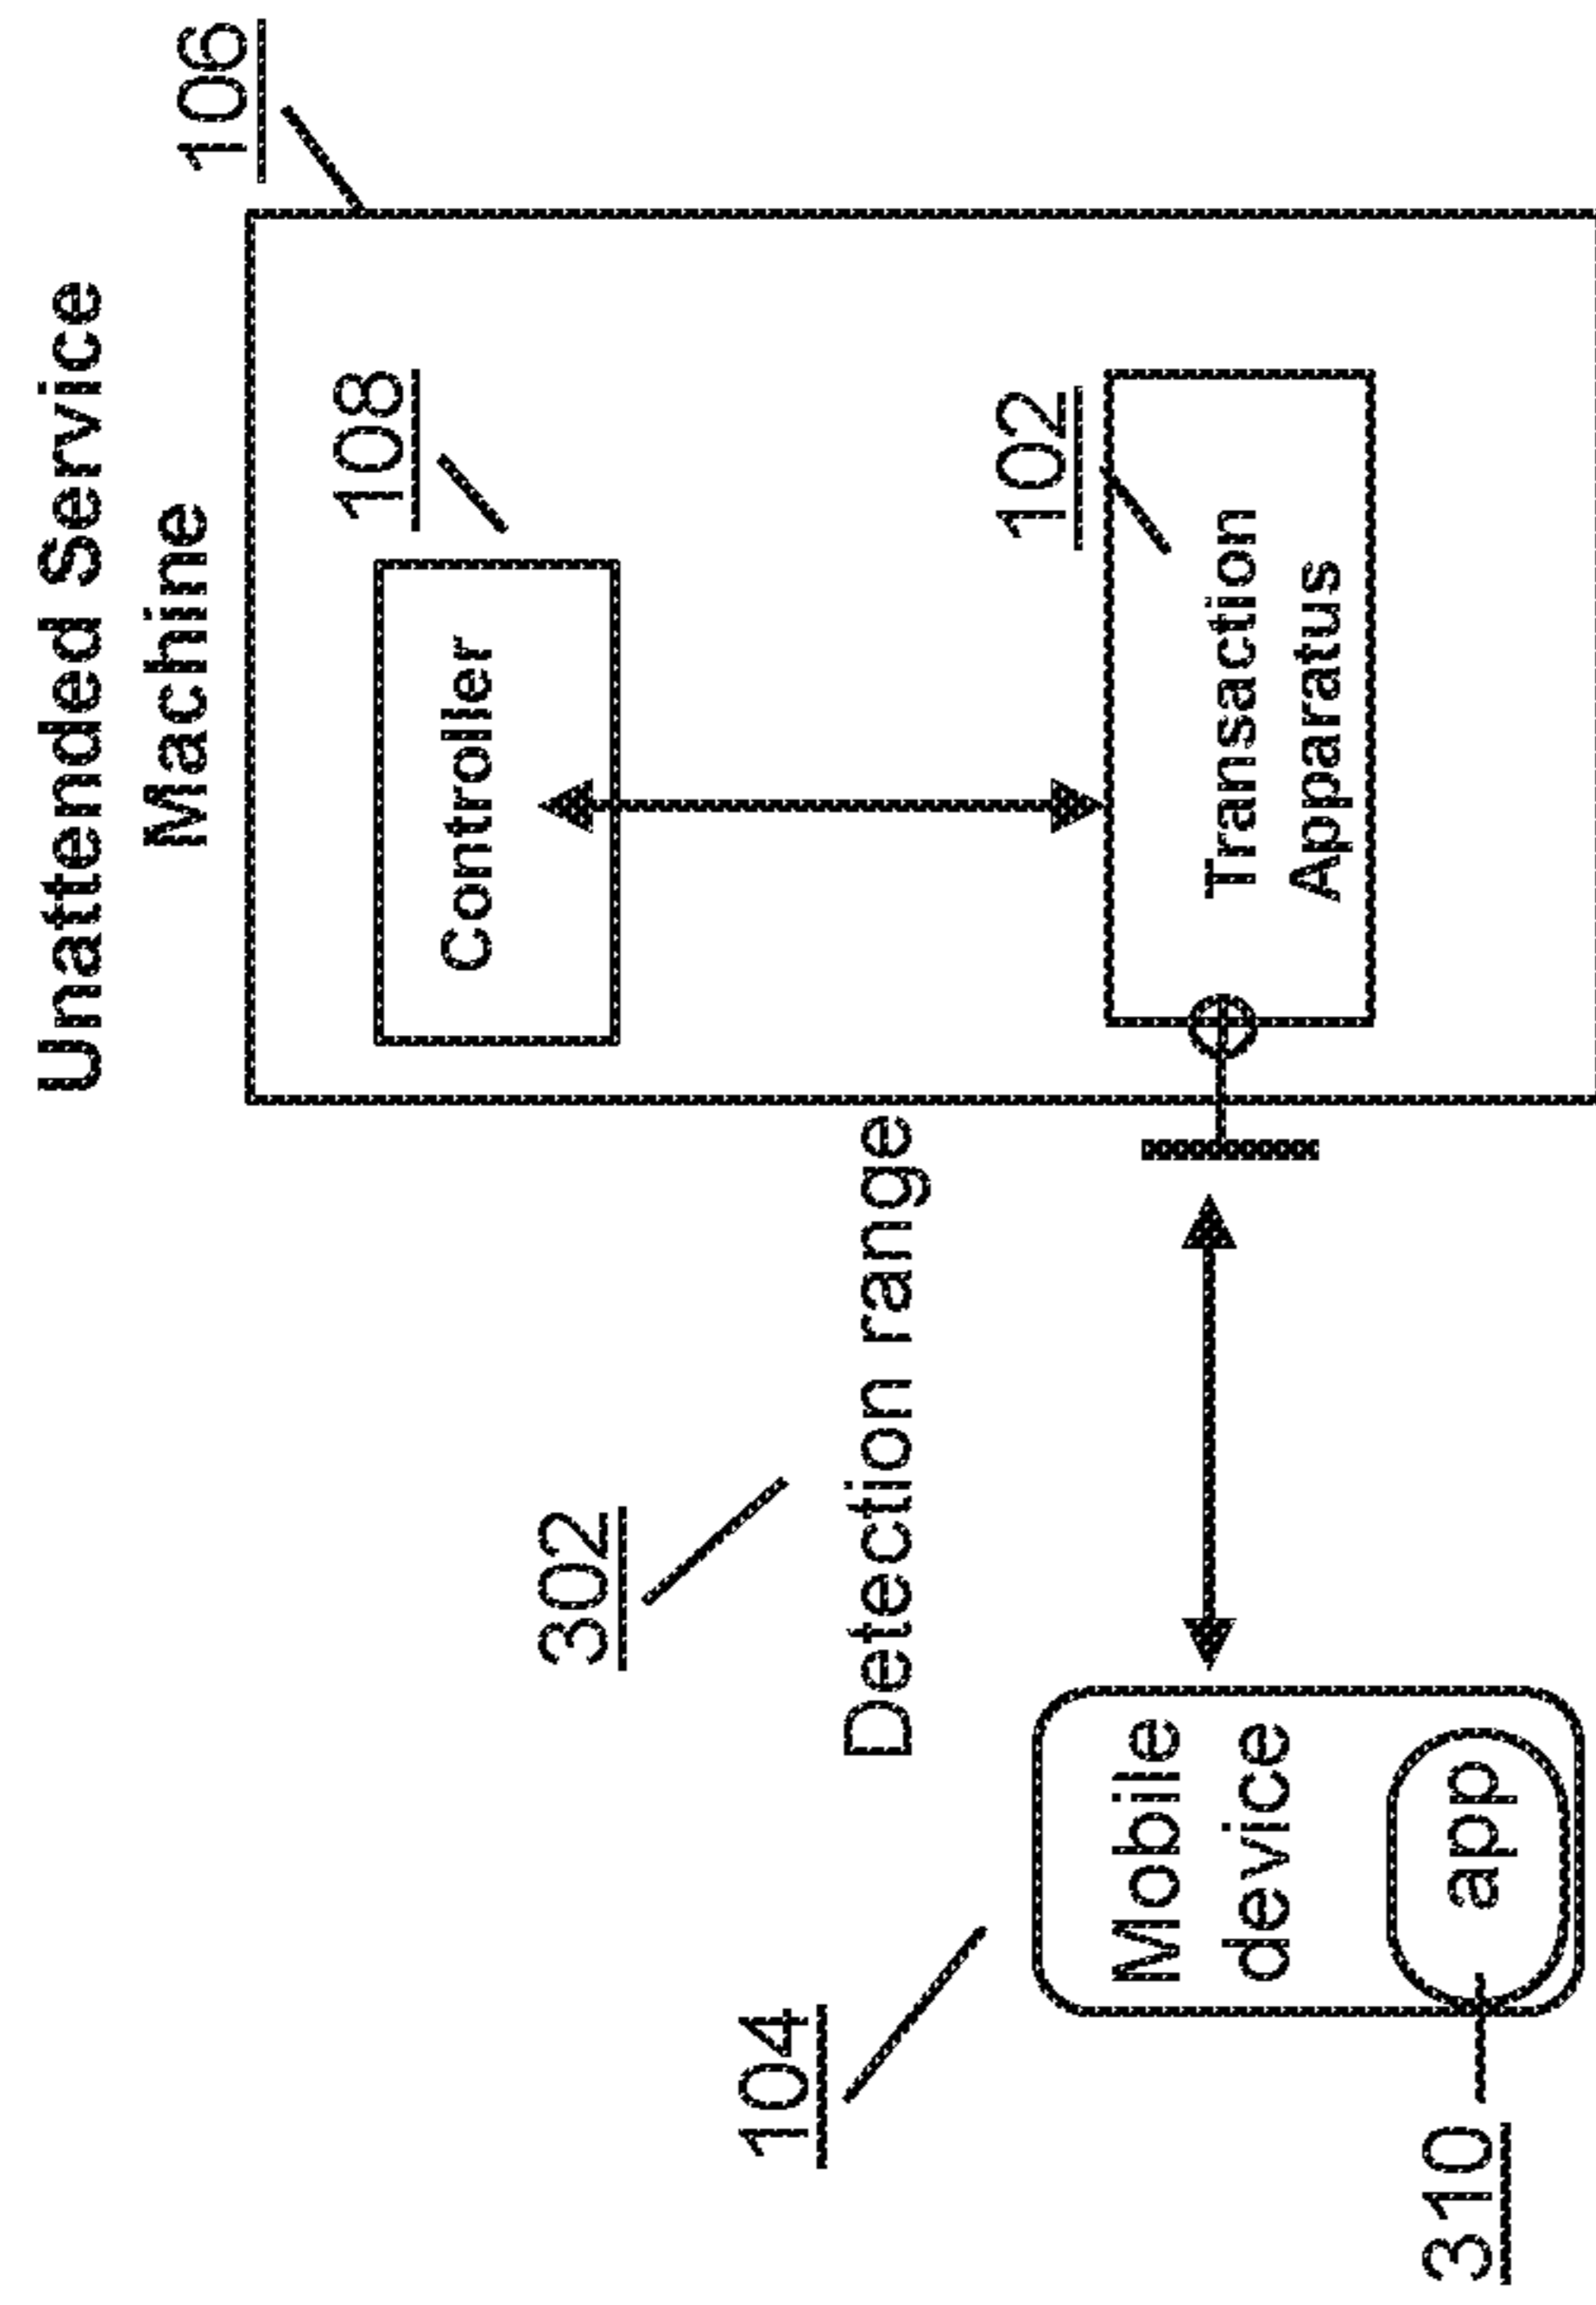 Unattended Service
Machine
106
108
Controller
302
104
Detection range
102
Mobile
device
Transaction
Apparatus
310
app